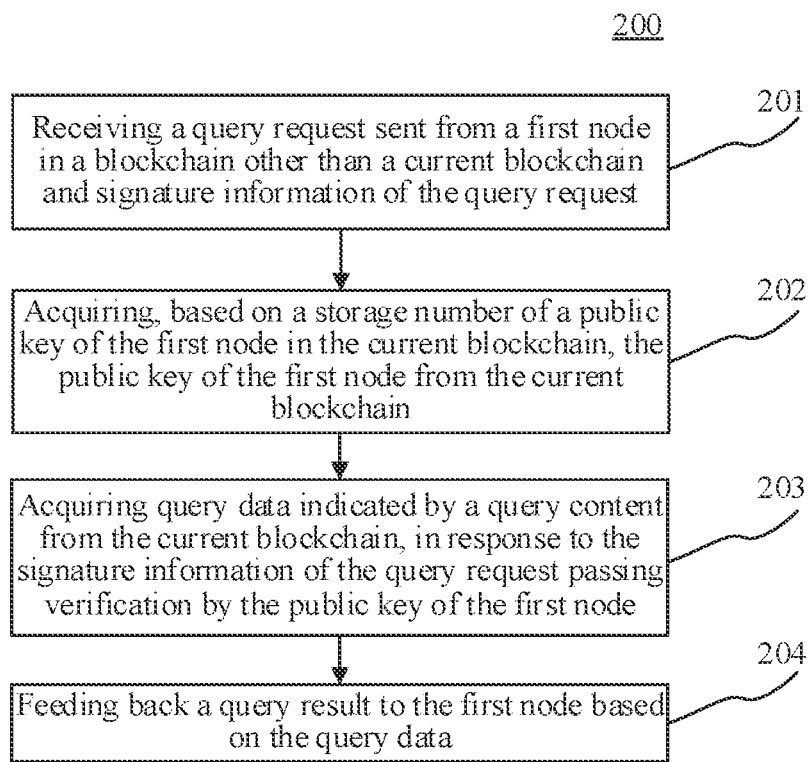 200
201
Receiving a query request sent from a first node
in a blockchain other than a current blockchain
and signature information of the query request
202
Acquiring, based on a storage number of a public
key of the first node in the current blockchain, the
public key of the first node from the current
blockchain
203
Acquiring query data indicated by a query content
from the current blockchain, in response to the
signature information of the query request passing
verification by the public key of the first node
204
Feeding back a query result to the first node based
on the query data